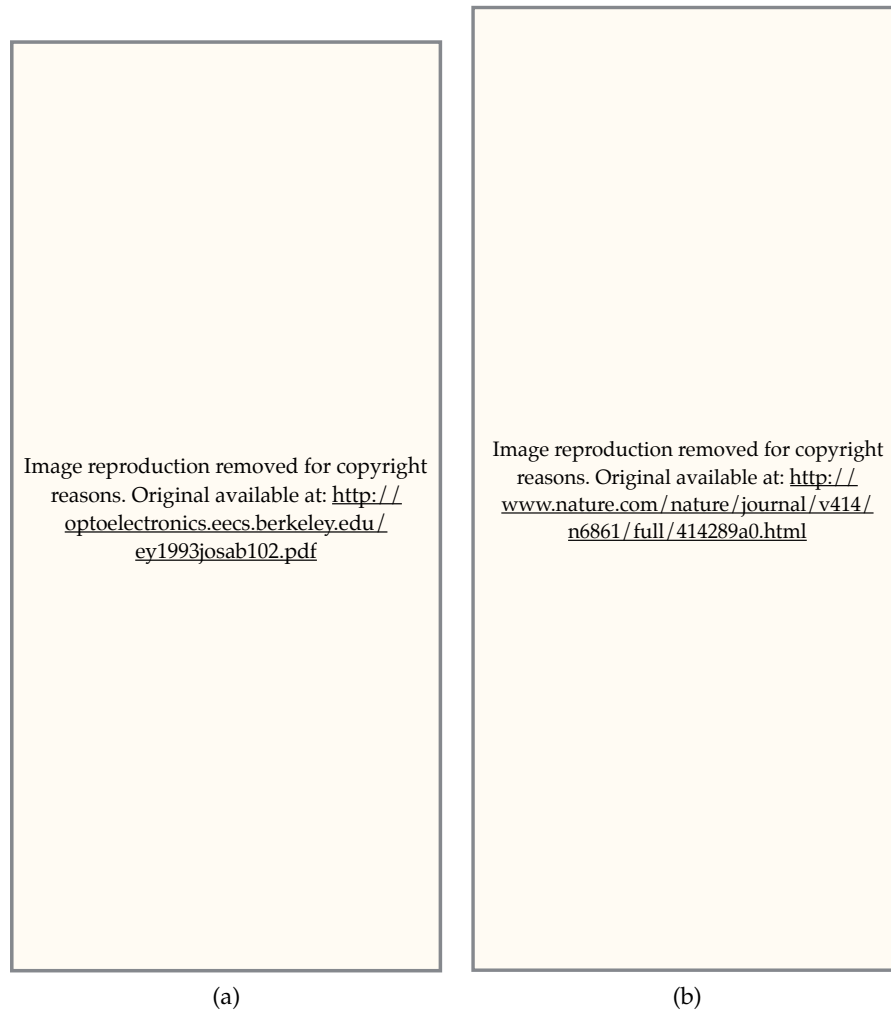 Image reproduction removed for copyright
reasons. Original available at: http://
optoelectronics.eecs.berkeley.edu/
ey1993josab102.pdf
(a)
Image reproduction removed for copyright
reasons. Original available at: http://
www.nature.com/nature/journal/v414/
n6861/full/414289a0.html
(b)